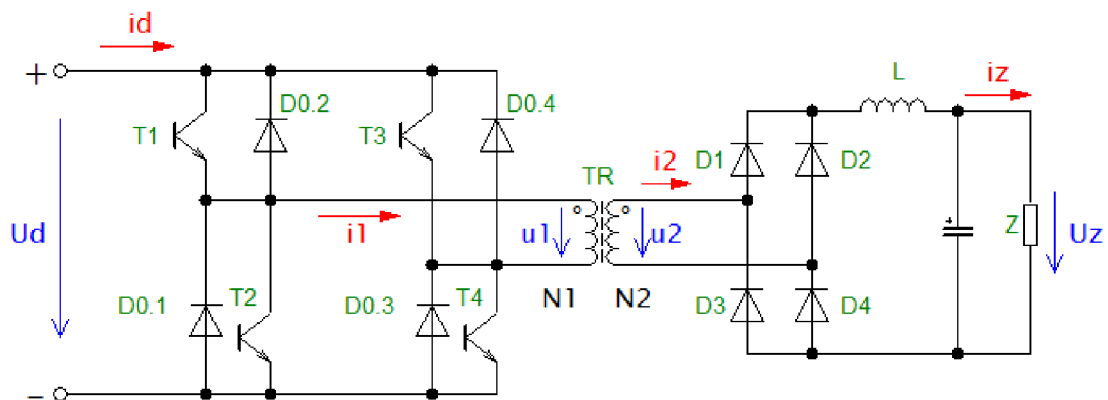 id
+
L
iz
D0.2
D0.4
T1
T3
D1
D2
TR
i2
Ud
i1
u1
u2
+
Z
Uz
D0.1
T2
D0.3
T4
N1
N2
D3
D4
−